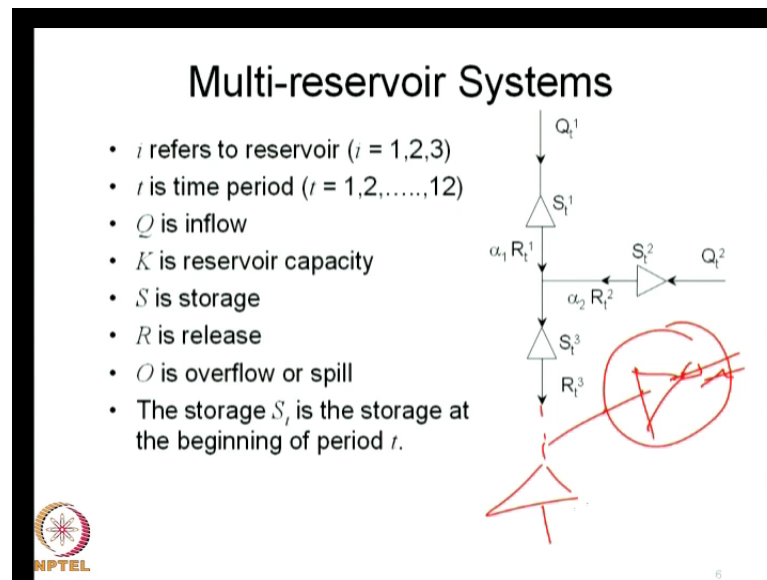 Multi-reservoir Systems
• i refers to reservoir (i = 1,2,3)
• t is time period (t = 1,2,.....,12)
• Q is inflow
• K is reservoir capacity
• S is storage
• R is release
• O is overflow or spill
• The storage Sₜ is the storage at
the beginning of period t.
Qₜ¹
Sₜ¹
α₁ Rₜ¹
Sₜ²
Qₜ²
α₂ Rₜ²
Sₜ³
Rₜ³
NPTEL
6